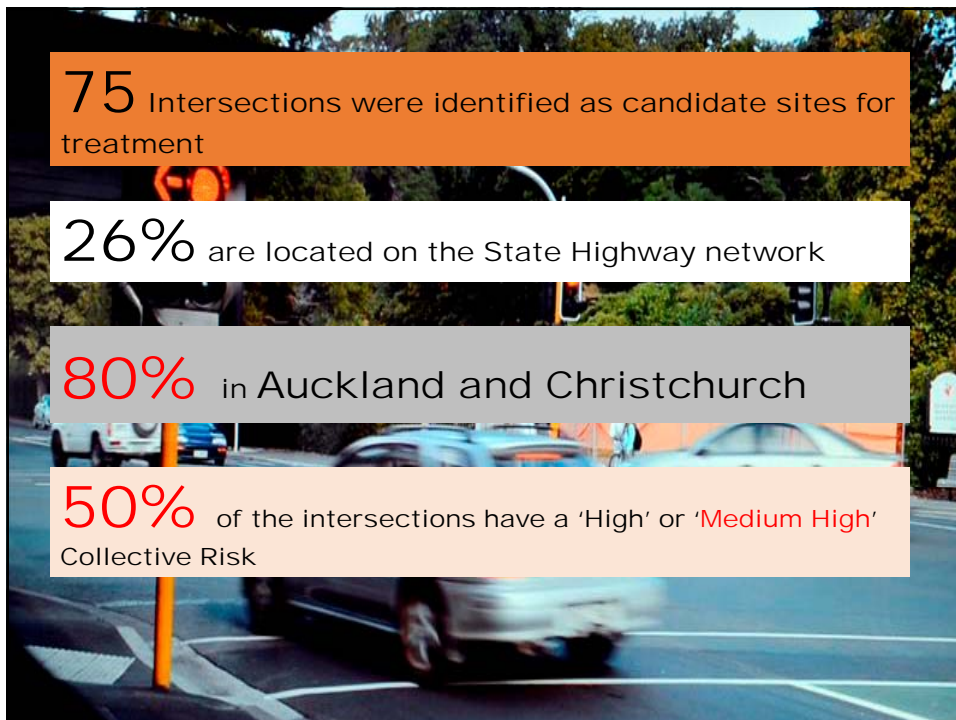 75 Intersections were identified as candidate sites for
treatment
26% are located on the State Highway network
80% in Auckland and Christchurch
50% of the intersections have a ‘High’ or ‘Medium High’
Collective Risk